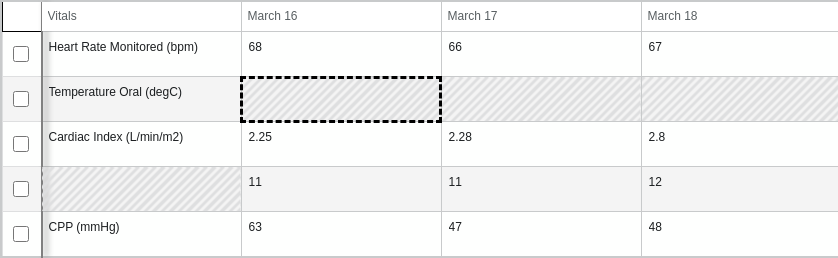 Vitals March 16 March 17 March 18
Heart Rate Monitored (bpm) 68 66 67
Temperature Oral (degC)
Cardiac Index (L/min/m2) 2.25 2.28 2.8
11 11 12
CPP (mmHg) 63 47 48